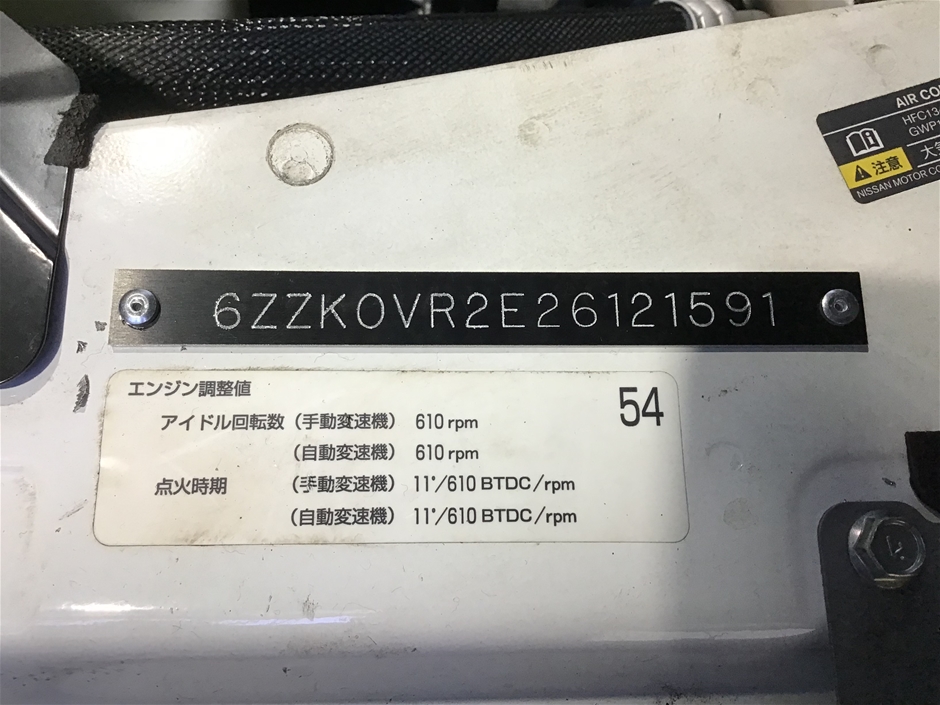 AIR CO
HFC13
GWP1
注意
大気
NISSAN MOTOR CO
6ZZK0VR2E26121591
エンジン調整値
54
アイドル回転数 (手動変速機) 610 rpm
(自動変速機) 610 rpm
点火時期 (手動変速機) 11°/610 BTDC/rpm
(自動変速機) 11°/610 BTDC/rpm